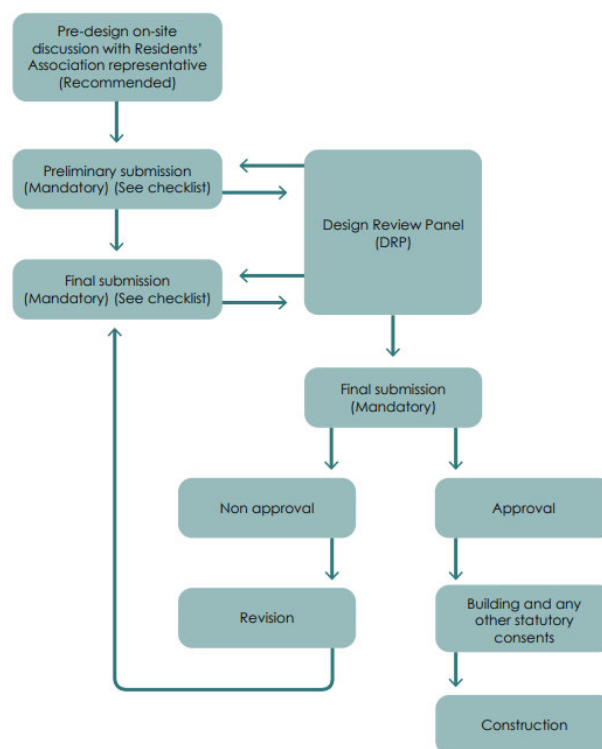 Pre-design on-site
discussion with Residents'
Association representative
(Recommended)
Preliminary submission
(Mandatory) (See checklist)
Design Review Panel
(DRP)
Final submission
(Mandatory) (See checklist)
Final submission
(Mandatory)
Non approval
Approval
Revision
Building and any
other statutory
consents
Construction